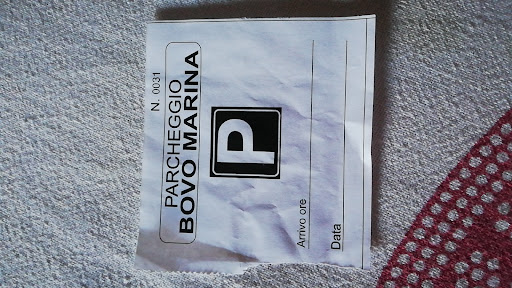 N. 0031
PARCHEGGIO
BOVO MARINA
P
Arrivo ore
Data